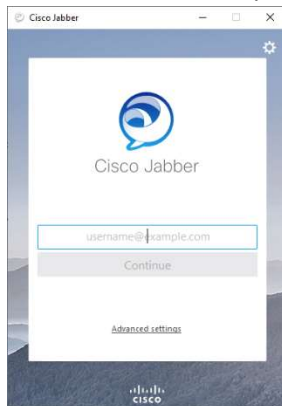 Cisco Jabber
Cisco Jabber
username@example.com
Continue
Advanced settings
CISCO